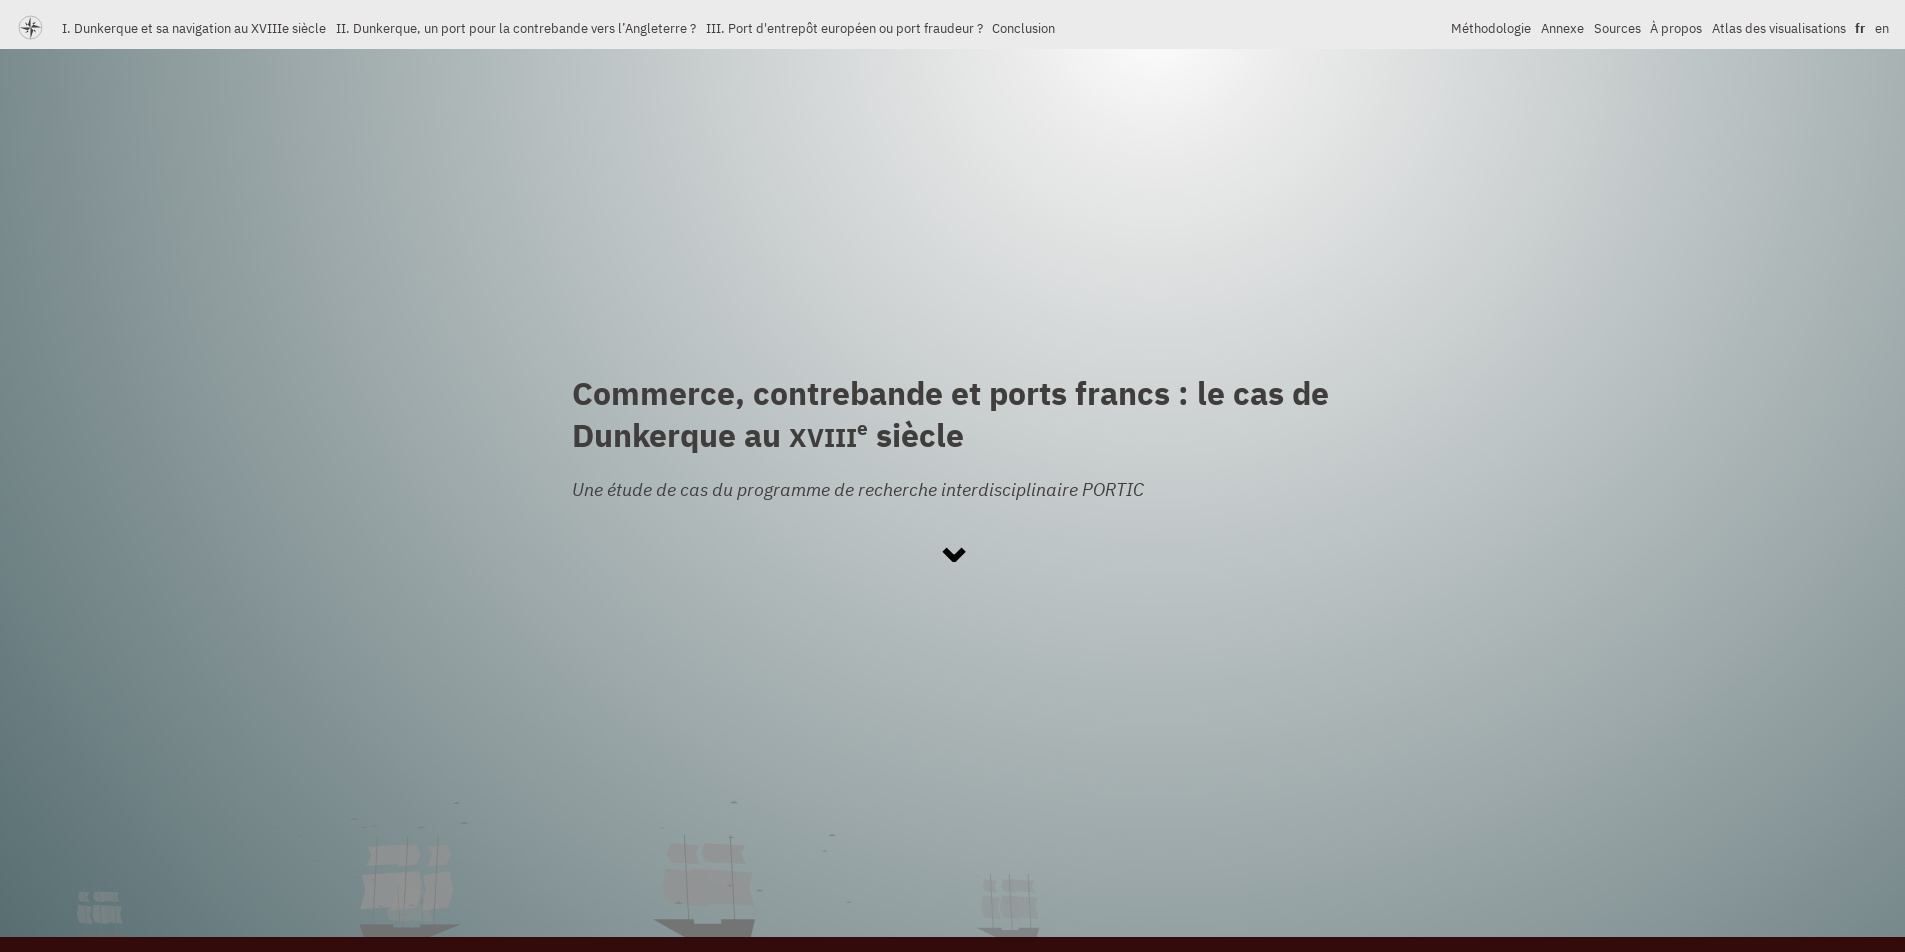 I. Dunkerque et sa navigation au XVIIIe siècle II. Dunkerque, un port pour la contrebande vers l’Angleterre ? III. Port d'entrepôt européen ou port fraudeur ? Conclusion Méthodologie Annexe Sources À propos Atlas des visualisations fr en
Commerce, contrebande et ports francs : le cas de
Dunkerque au XVIIIe siècle
Une étude de cas du programme de recherche interdisciplinaire PORTIC